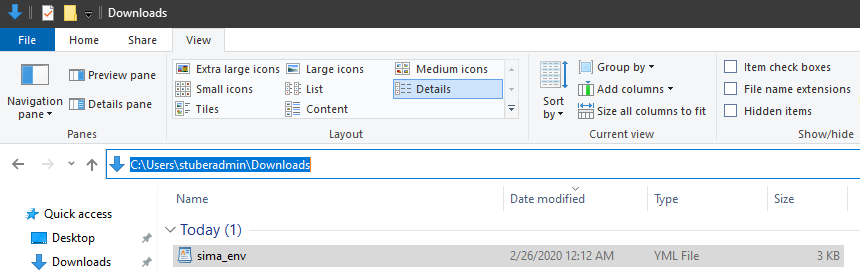 Downloads
File Home Share View
Preview pane Extra large icons Large icons Medium icons Group by Item check boxes
Navigation pane Details pane Small icons List Details Sort by Add columns File name extensions
Tiles Content Size all columns to fit Hidden items
Panes Layout Current view Show/hide
C:\Users\stuberadmin\Downloads
Name Date modified Type Size
Quick access Today (1)
Desktop sima_env 2/26/2020 12:12 AM YML File 3 KB
Downloads